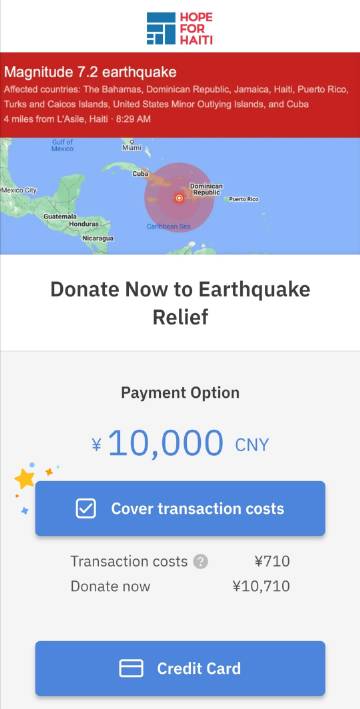 HOPE
FOR
HAITI
Magnitude 7.2 earthquake
Affected countries: The Bahamas, Dominican Republic, Jamaica, Haiti, Puerto Rico,
Turks and Caicos Islands, United States Minor Outlying Islands, and Cuba
4 miles from L'Asile, Haiti · 8:29 AM
Gulf of
Mexico
Miami
Cuba
Mexico City
Dominican
Republic
Puerto Rico
Guatemala
Honduras
Caribbean Sea
Nicaragua
Donate Now to Earthquake
Relief
Payment Option
¥ 10,000 CNY
Cover transaction costs
Transaction costs ? ¥710
Donate now ¥10,710
Credit Card